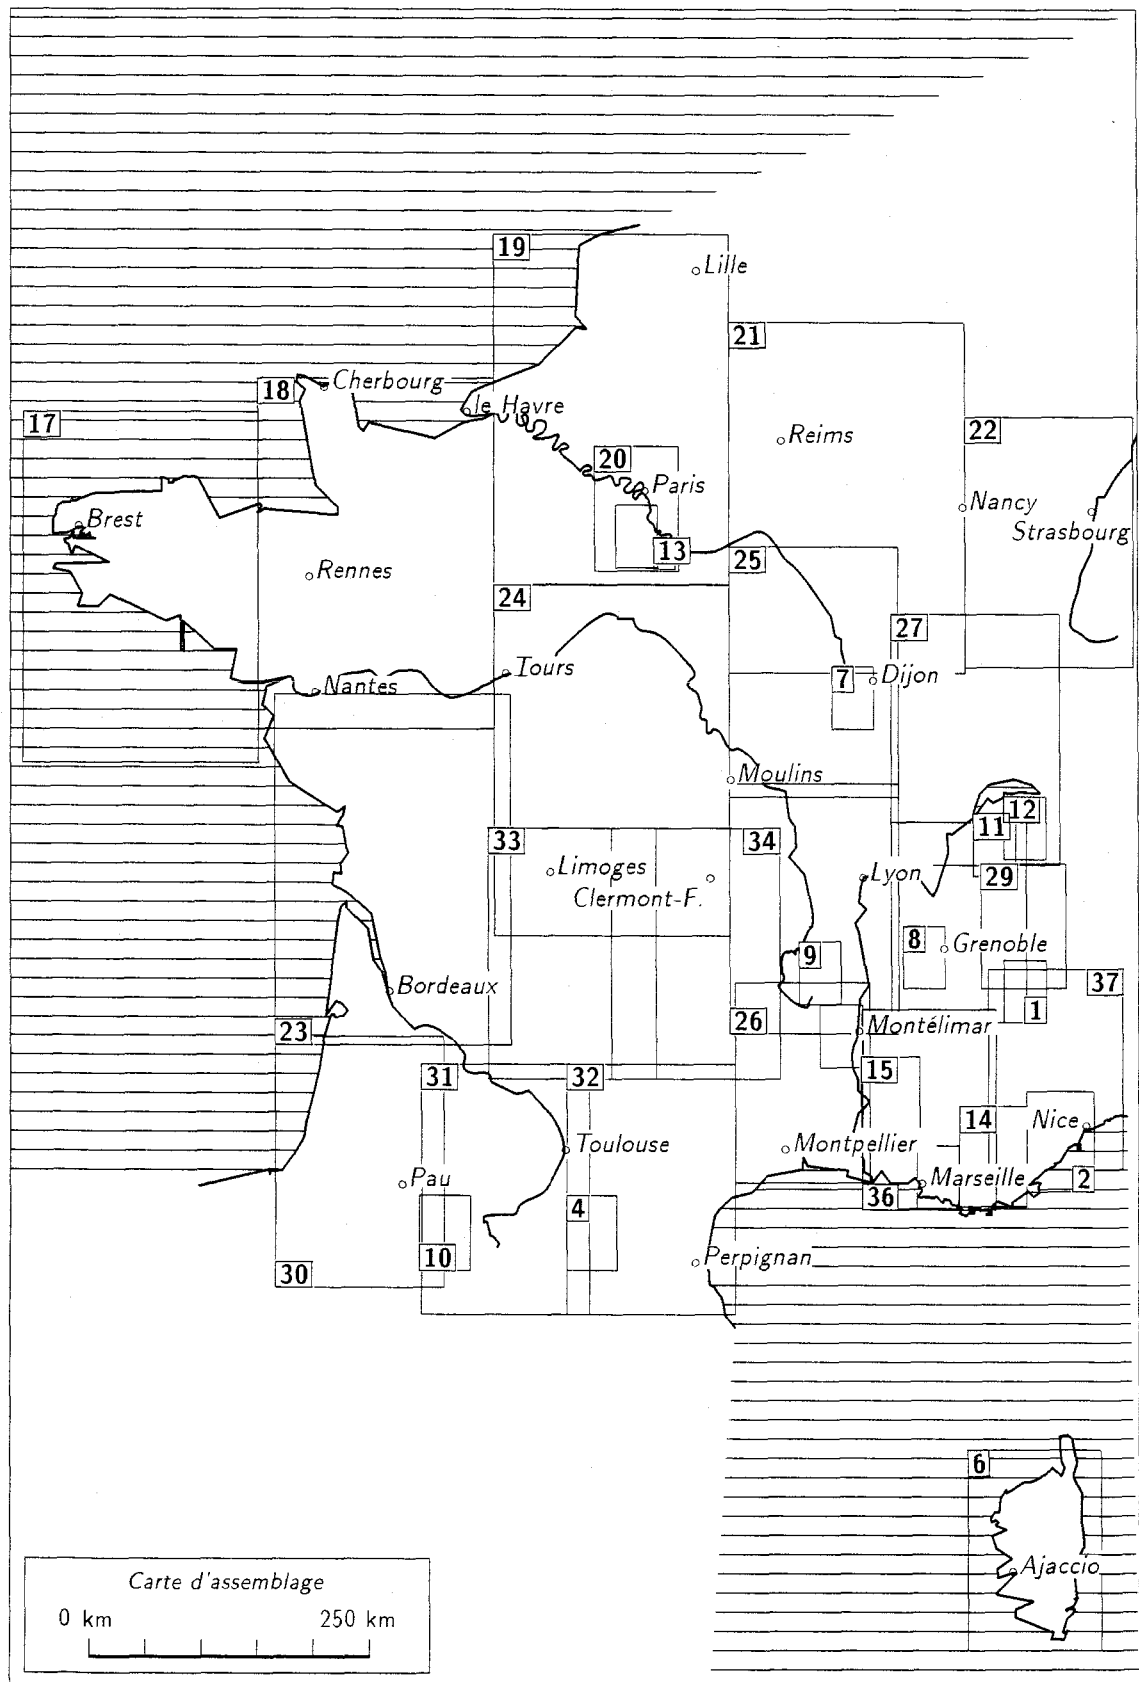 19
Lille
21
18
Cherbourg
le Havre
17
22
Reims
20
Paris
Nancy
Strasbourg
Brest
13
25
Rennes
24
27
Tours
7
Dijon
Nantes
Moulins
12
11
33
34
Limoges
Lyon
29
Clermont-F.
8
Grenoble
9
37
Bordeaux
1
23
26
Montélimar
31
32
15
14
Nice
Toulouse
Montpellier
Pau
Marseille
2
4
36
10
Perpignan
30
6
Ajaccio
Carte d'assemblage
0 km
250 km